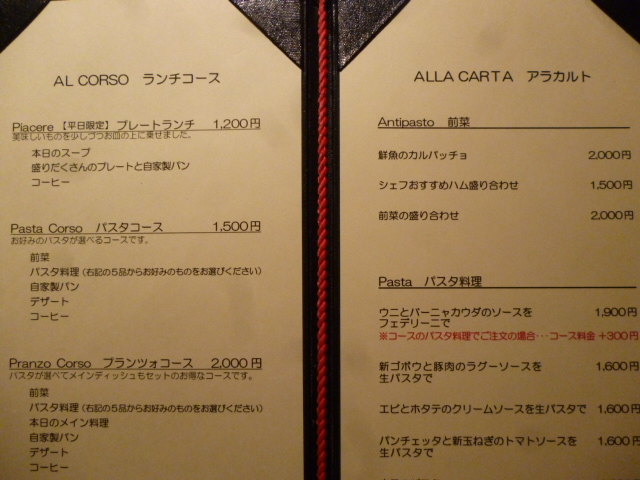 AL CORSO ランチコース
Piacere 【平日限定】 プレートランチ 1,200円
美味しいものを少しづつお皿の上に乗せました。
本日のスープ
盛りだくさんのプレートと自家製パン
コーヒー
Pasta Corso パスタコース 1,500円
お好みのパスタが選べるコースです。
前菜
パスタ料理(右記の5品からお好みのものをお選びください)
自家製パン
デザート
コーヒー
Pranzo Corso プランツォコース 2,000円
パスタが選べてメインディッシュもセットのお得なコースです。
前菜
パスタ料理(右記の5品からお好みのものをお選びください)
本日のメイン料理
自家製パン
デザート
コーヒー
ALLA CARTA アラカルト
Antipasto 前菜
鮮魚のカルパッチョ 2,000円
シェフおすすめハム盛り合わせ 1,500円
前菜の盛り合わせ 2,000円
Pasta パスタ料理
ウニとバーニャカウダのソースを 1,900円
フェデリーニで
※コースのパスタ料理でご注文の場合・・・コース料金 +300円
新ゴボウと豚肉のラグーソースを 1,600円
生パスタで
エビとホタテのクリームソースを生パスタで 1,600円
パンチェッタと新玉ねぎのトマトソースを 1,600円
生パスタで